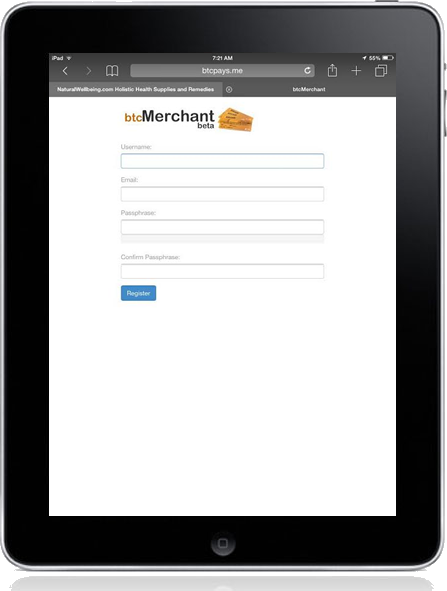 iPad 7:21 AM 55%
btcpays.me
NaturalWellbeing.com Holistic Health Supplies and Remedies btcMerchant
btcMerchant
beta
Username:
Email:
Passphrase:
Confirm Passphrase:
Register